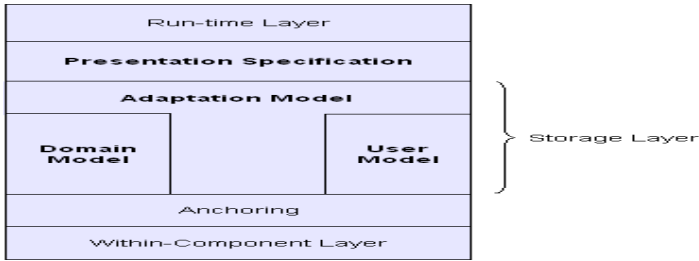 Run-time Layer
Presentation Specification
Adaptation Model
Domain
Model
User
Model
Storage Layer
Anchoring
Within-Component Layer